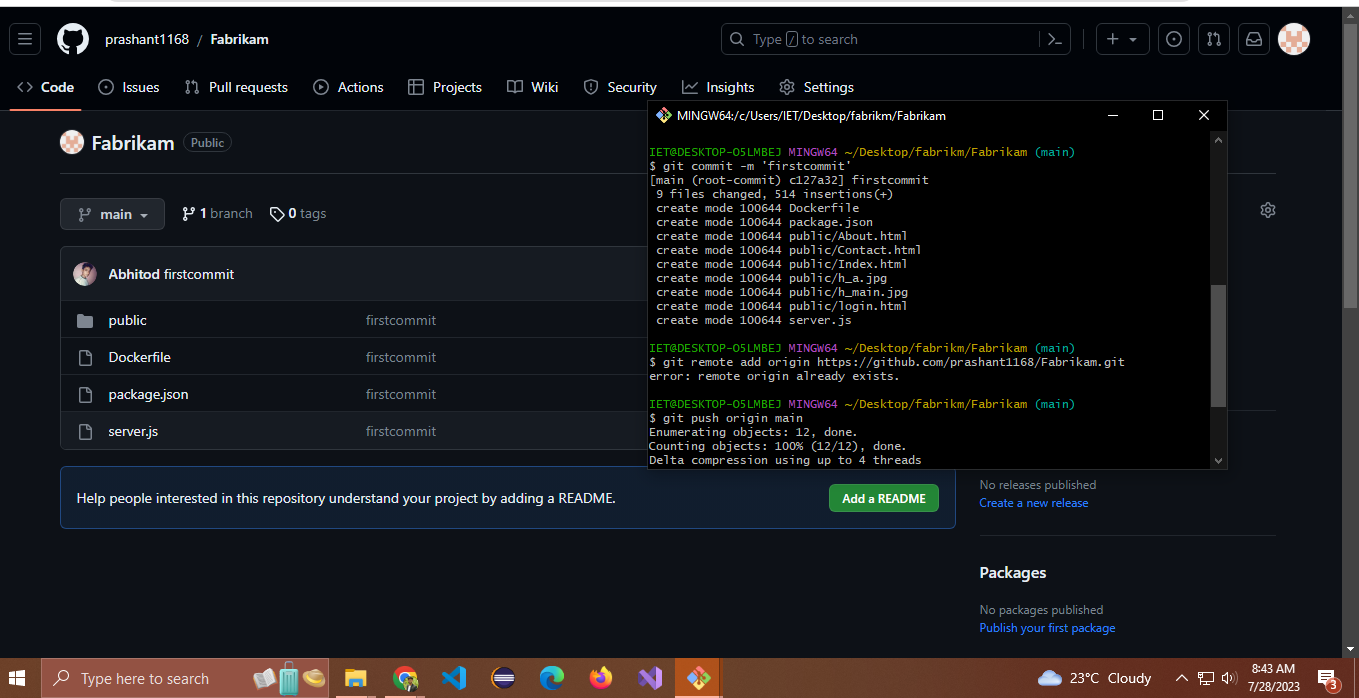 prashant1168 / Fabrikam
Type / to search
Code
Issues
Pull requests
Actions
Projects
Wiki
Security
Insights
Settings
Fabrikam
Public
main
1 branch
0 tags
Abhitod firstcommit
public firstcommit
Dockerfile firstcommit
package.json firstcommit
server.js firstcommit
Help people interested in this repository understand your project by adding a README.
Add a README
MINGW64:/c/Users/IET/Desktop/fabrikm/Fabrikam
IET@DESKTOP-O5LMBEJ MINGW64 ~/Desktop/fabrikm/Fabrikam (main)
$ git commit -m 'firstcommit'
[main (root-commit) c127a32] firstcommit
9 files changed, 514 insertions(+)
create mode 100644 Dockerfile
create mode 100644 package.json
create mode 100644 public/About.html
create mode 100644 public/Contact.html
create mode 100644 public/Index.html
create mode 100644 public/h_a.jpg
create mode 100644 public/h_main.jpg
create mode 100644 public/login.html
create mode 100644 server.js
IET@DESKTOP-O5LMBEJ MINGW64 ~/Desktop/fabrikm/Fabrikam (main)
$ git remote add origin https://github.com/prashant1168/Fabrikam.git
error: remote origin already exists.
IET@DESKTOP-O5LMBEJ MINGW64 ~/Desktop/fabrikm/Fabrikam (main)
$ git push origin main
Enumerating objects: 12, done.
Counting objects: 100% (12/12), done.
Delta compression using up to 4 threads
No releases published
Create a new release
Packages
No packages published
Publish your first package
Type here to search
23°C Cloudy
8:43 AM
7/28/2023
3